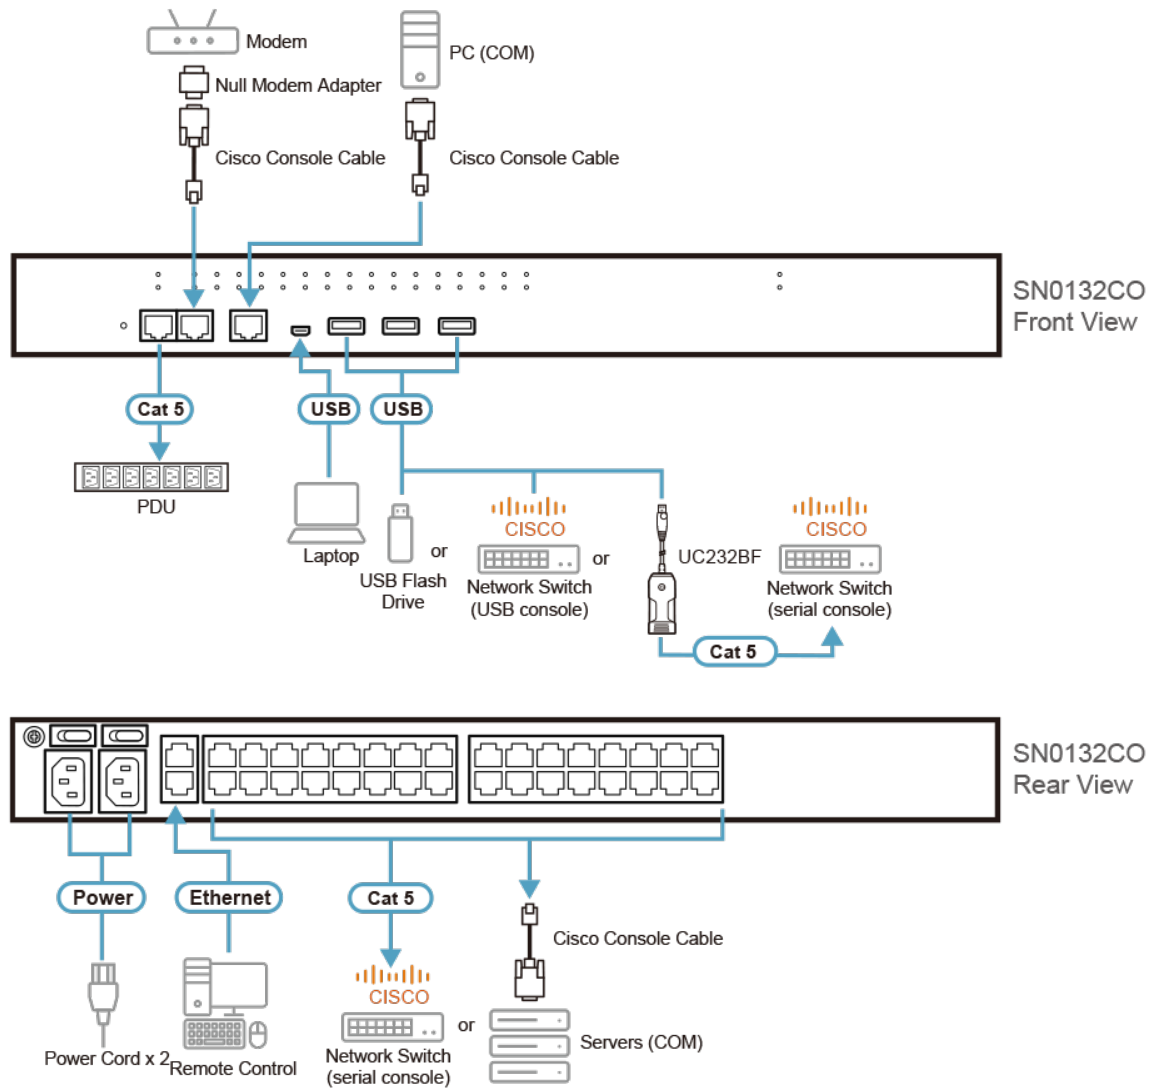 Modem
PC (COM)
Null Modem Adapter
Cisco Console Cable
Cisco Console Cable
SN0132CO
Front View
Cat 5
USB
USB
PDU
Laptop
USB Flash
Drive
or
CISCO
Network Switch
(USB console)
or
UC232BF
CISCO
Network Switch
(serial console)
Cat 5
SN0132CO
Rear View
Power
Ethernet
Cat 5
Cisco Console Cable
Power Cord x 2
Remote Control
CISCO
Network Switch
(serial console)
or
Servers (COM)